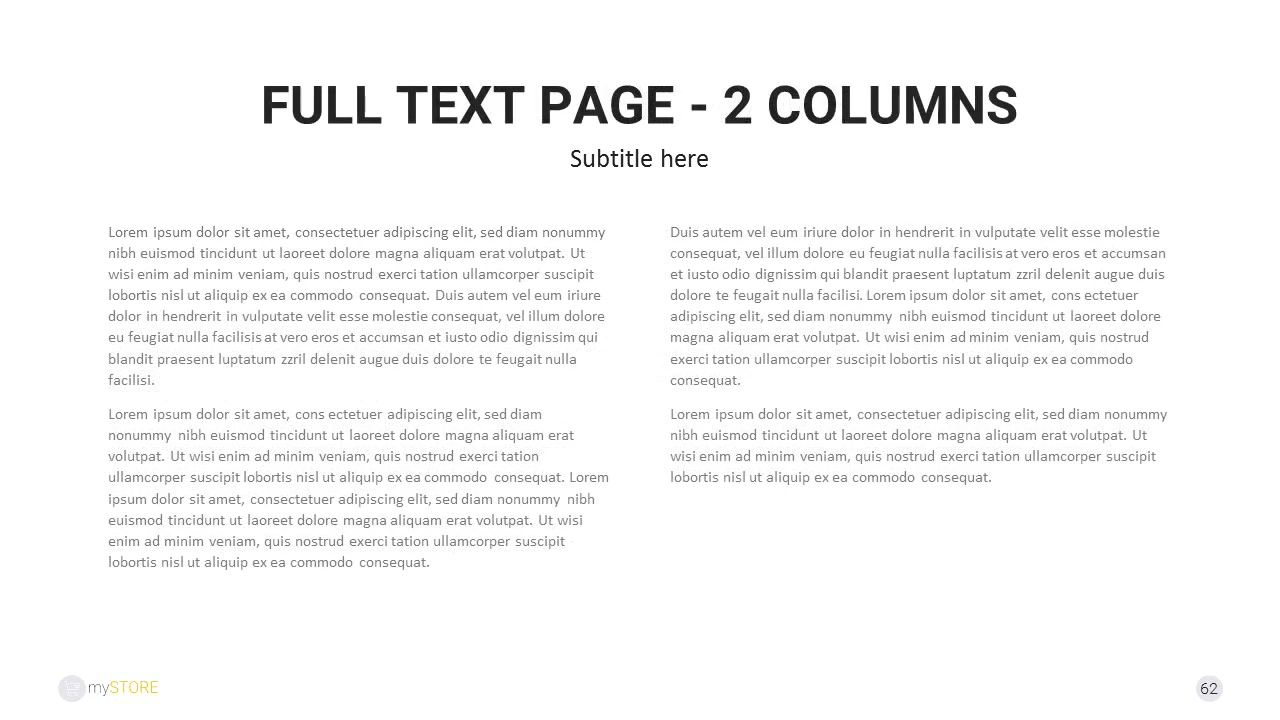 FULL TEXT PAGE - 2 COLUMNS
Subtitle here
Lorem ipsum dolor sit amet, consectetuer adipiscing elit, sed diam nonummy
nibh euismod tincidunt ut laoreet dolore magna aliquam erat volutpat. Ut
wisi enim ad minim veniam, quis nostrud exerci tation ullamcorper suscipit
lobortis nisl ut aliquip ex ea commodo consequat. Duis autem vel eum iriure
dolor in hendrerit in vulputate velit esse molestie consequat, vel illum dolore
eu feugiat nulla facilisis at vero eros et accumsan et iusto odio dignissim qui
blandit praesent luptatum zzril delenit augue duis dolore te feugait nulla
facilisi.
Lorem ipsum dolor sit amet, cons ectetuer adipiscing elit, sed diam
nonummy nibh euismod tincidunt ut laoreet dolore magna aliquam erat
volutpat. Ut wisi enim ad minim veniam, quis nostrud exerci tation
ullamcorper suscipit lobortis nisl ut aliquip ex ea commodo consequat. Lorem
ipsum dolor sit amet, consectetuer adipiscing elit, sed diam nonummy nibh
euismod tincidunt ut laoreet dolore magna aliquam erat volutpat. Ut wisi
enim ad minim veniam, quis nostrud exerci tation ullamcorper suscipit
lobortis nisl ut aliquip ex ea commodo consequat.
Duis autem vel eum iriure dolor in hendrerit in vulputate velit esse molestie
consequat, vel illum dolore eu feugiat nulla facilisis at vero eros et accumsan
et iusto odio dignissim qui blandit praesent luptatum zzril delenit augue duis
dolore te feugait nulla facilisi. Lorem ipsum dolor sit amet, cons ectetuer
adipiscing elit, sed diam nonummy nibh euismod tincidunt ut laoreet dolore
magna aliquam erat volutpat. Ut wisi enim ad minim veniam, quis nostrud
exerci tation ullamcorper suscipit lobortis nisl ut aliquip ex ea commodo
consequat.
Lorem ipsum dolor sit amet, consectetuer adipiscing elit, sed diam nonummy
nibh euismod tincidunt ut laoreet dolore magna aliquam erat volutpat. Ut
wisi enim ad minim veniam, quis nostrud exerci tation ullamcorper suscipit
lobortis nisl ut aliquip ex ea commodo consequat.
mySTORE
62